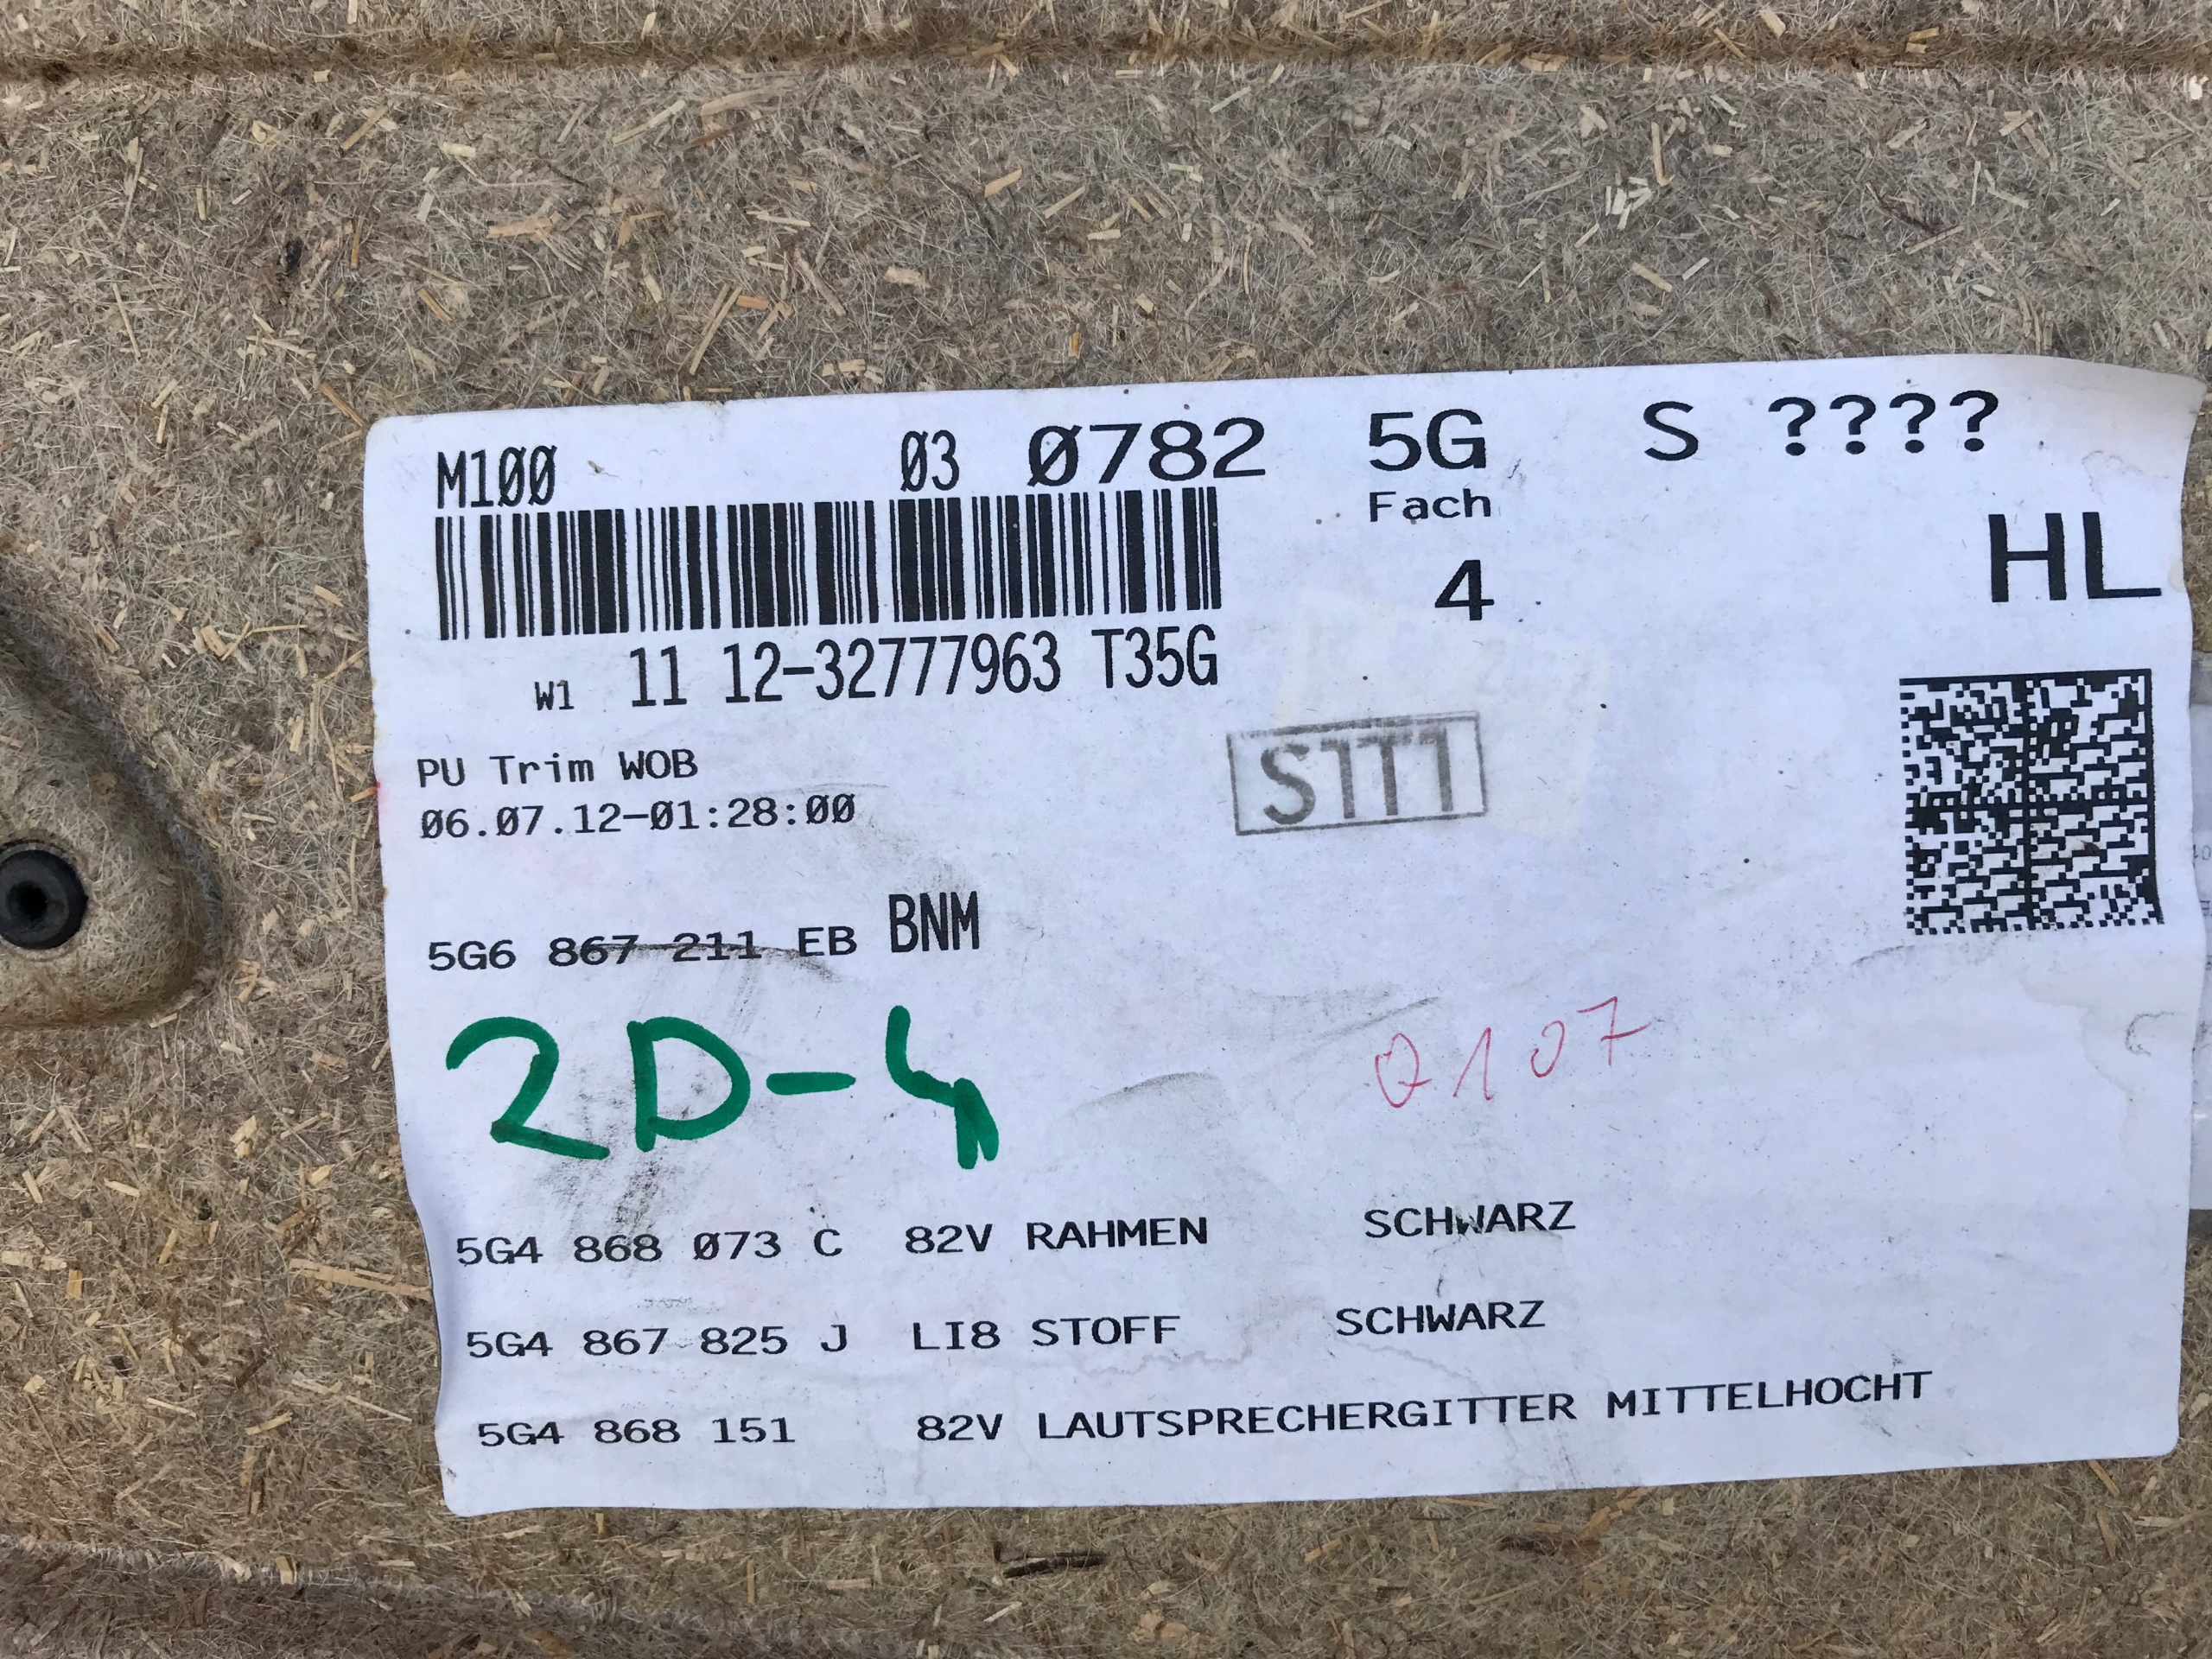 M100 03 0782 5G S ????
Fach
4
HL
W1 11 12-32777963 T35G
PU Trim WOB
06.07.12-01:28:00
S1T1
5G6 867 211 EB BNM
2D-4
0107
5G4 868 073 C 82V RAHMEN SCHWARZ
5G4 867 825 J LI8 STOFF SCHWARZ
5G4 868 151 82V LAUTSPRECHERGITTER MITTELHOCHT